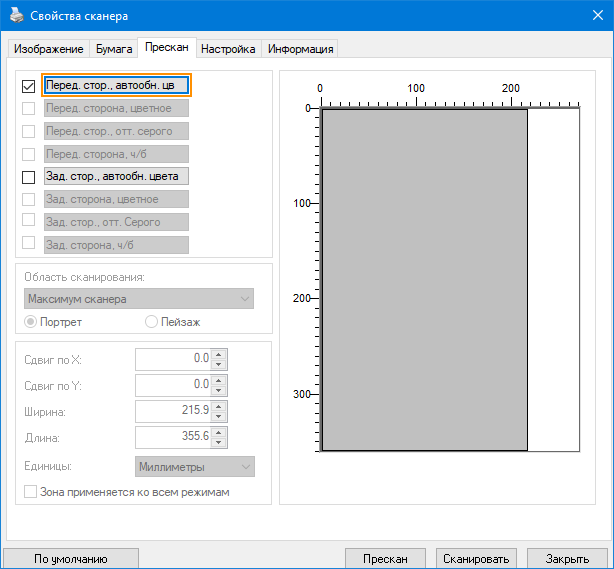 Свойства сканера
Изображение Бумага Прескан Настройка Информация
Перед. стор., автообн. цв
Перед. сторона, цветное
Перед. стор., отт. серого
Перед. сторона, ч/б
Зад. стор., автообн. цвета
Зад. сторона, цветное
Зад. стор., отт. Серого
Зад. сторона, ч/б
Область сканирования:
Максимум сканера
Портрет Пейзаж
Сдвиг по X: 0.0
Сдвиг по Y: 0.0
Ширина: 215.9
Длина: 355.6
Единицы: Миллиметры
Зона применяется ко всем режимам
0 100 200
0
100
200
300
По умолчанию Прескан Сканировать Закрыть